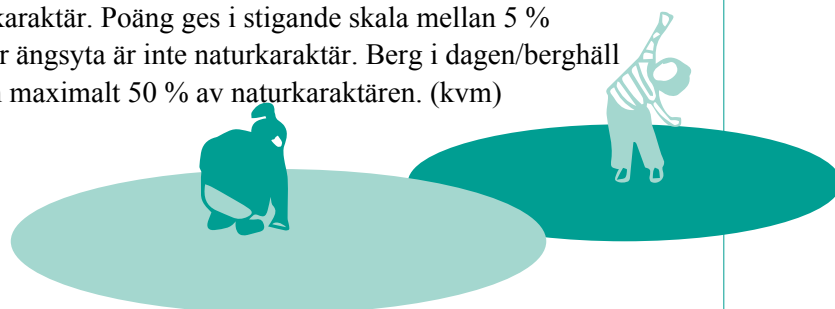 karaktär. Poäng ges i stigande skala mellan 5 %
r ängsyta är inte naturkaraktär. Berg i dagen/berghäll
maximalt 50 % av naturkaraktären. (kvm)